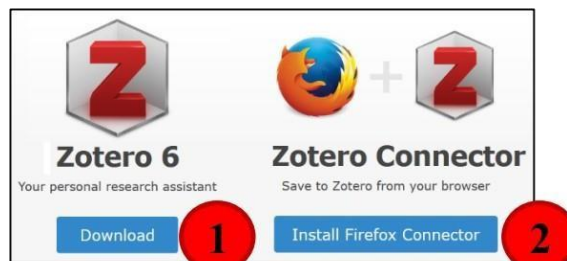 Z
Z
Zotero 6
Your personal research assistant
Download
1
+
Zotero Connector
Save to Zotero from your browser
Install Firefox Connector
2